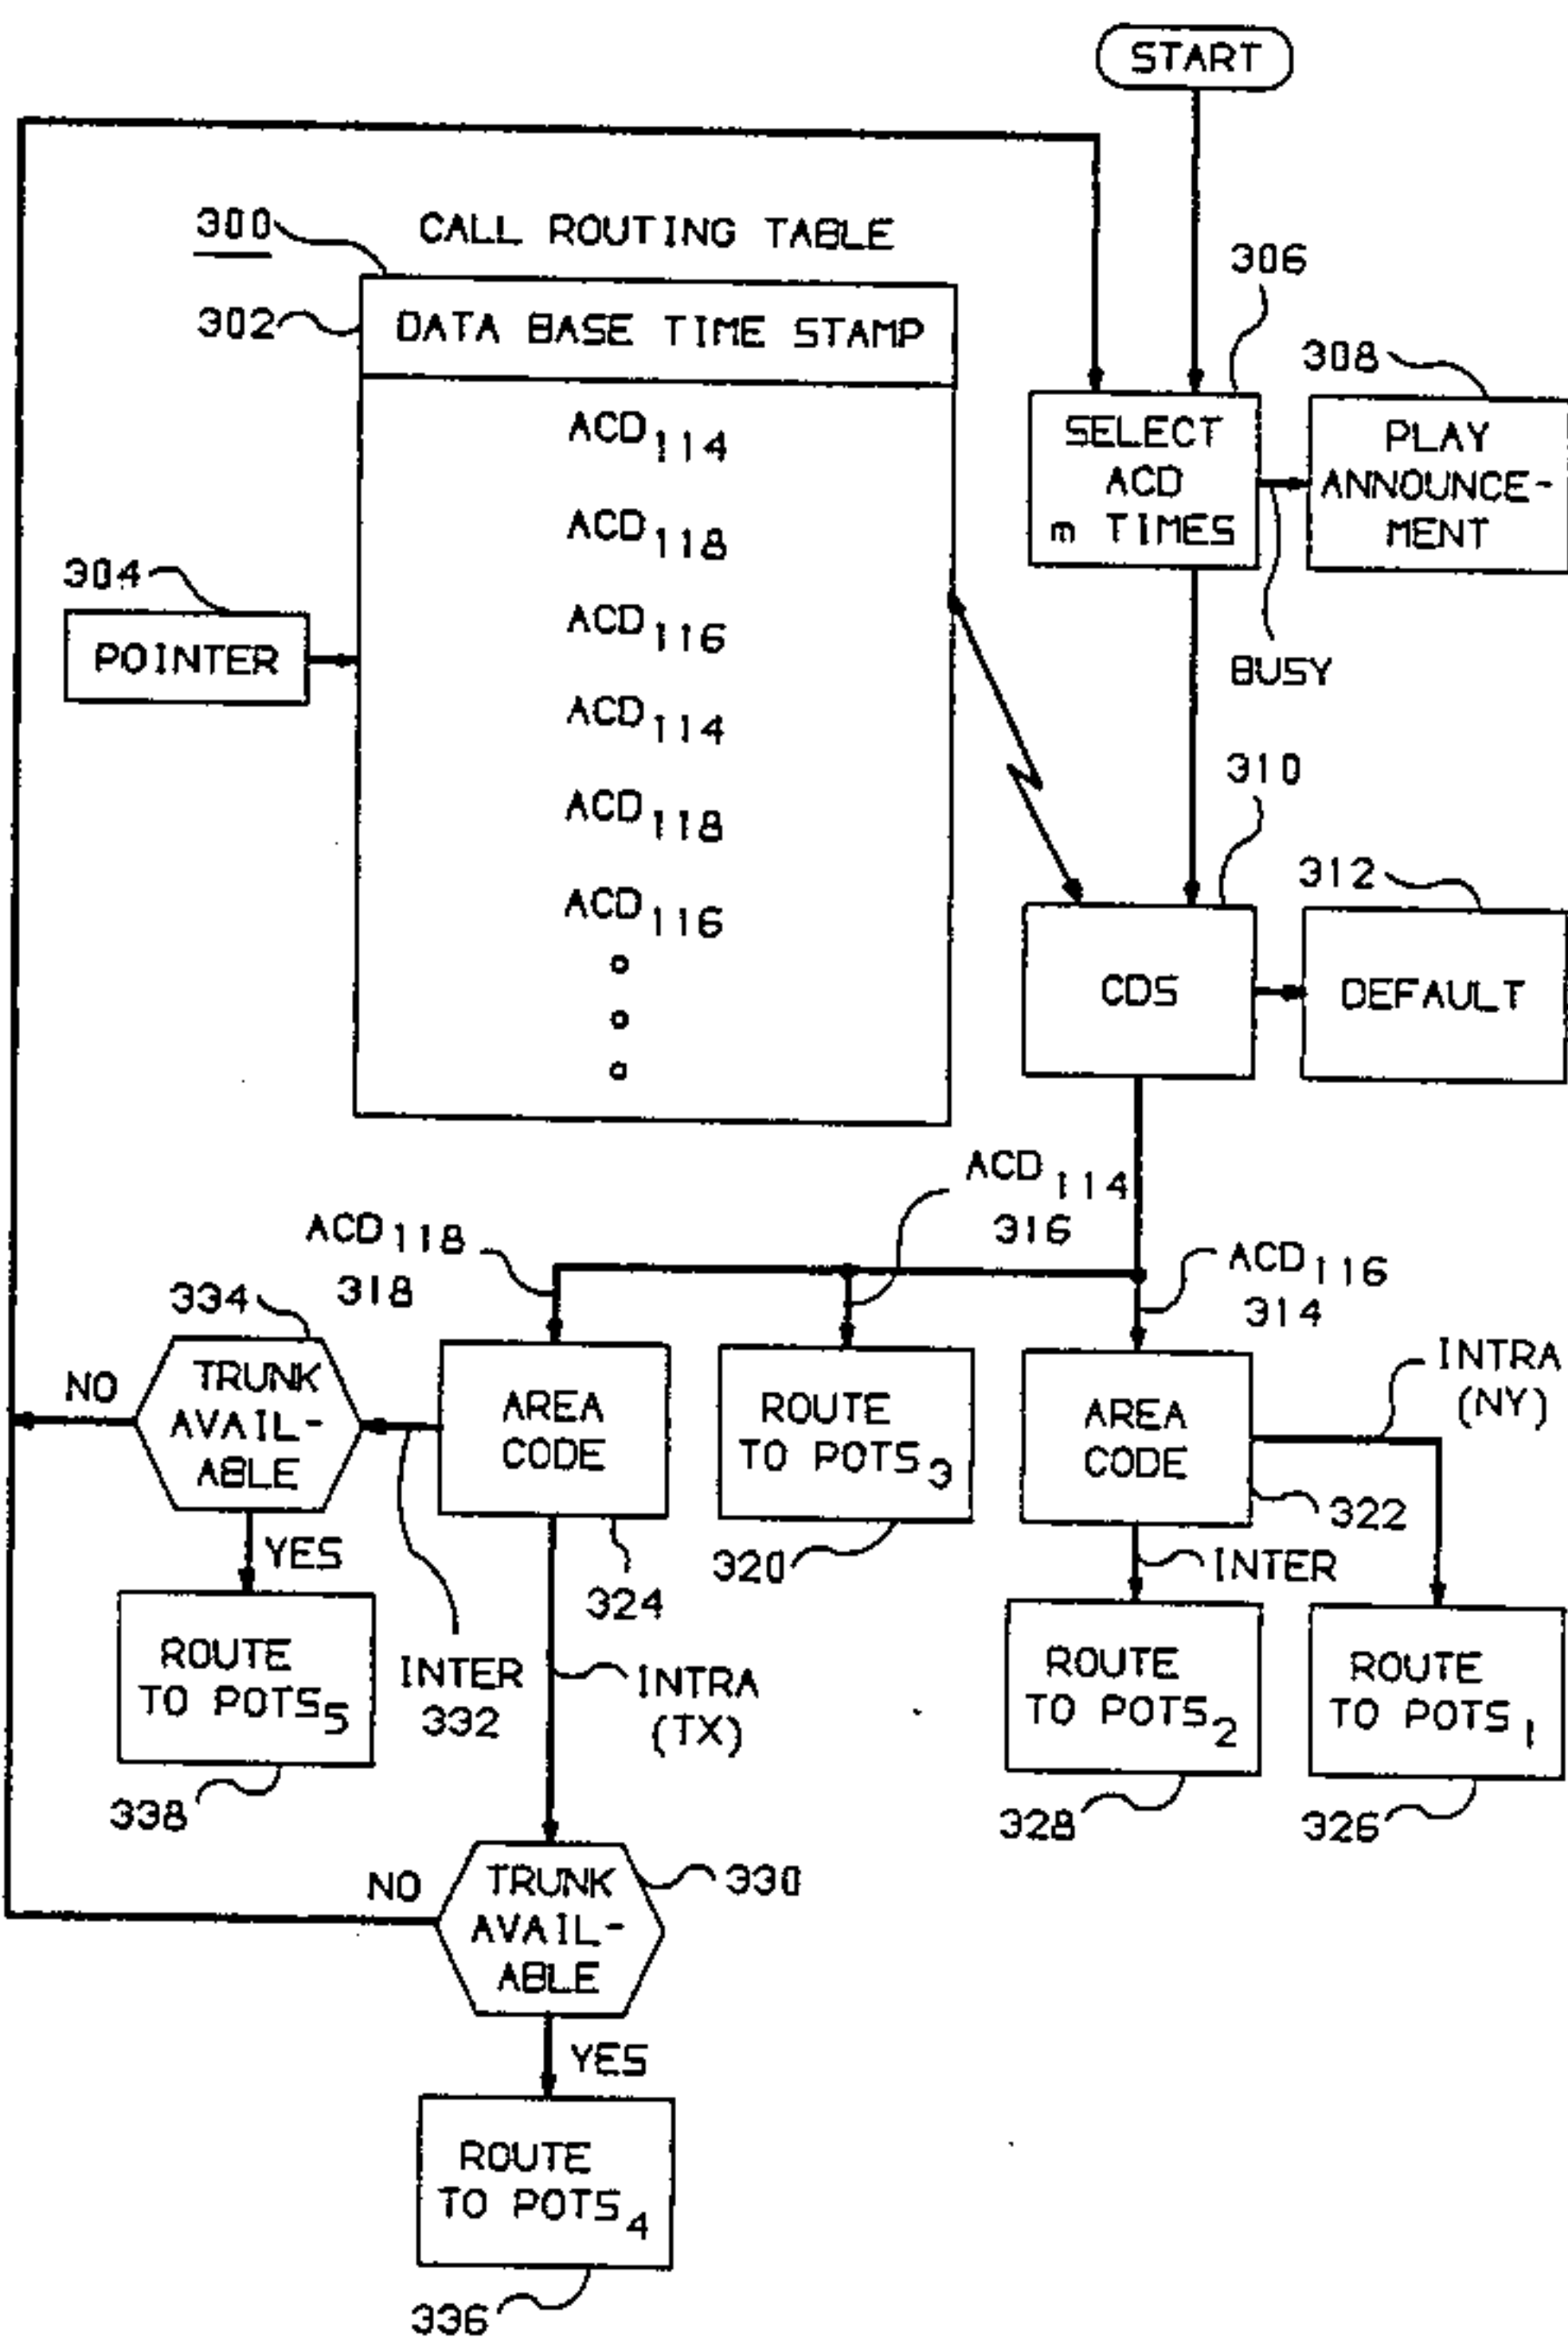 START
300
CALL ROUTING TABLE
302
DATA BASE TIME STAMP
306
308
ACD114
SELECT
ACD
m TIMES
PLAY
ANNOUNCE-
MENT
ACD118
304
POINTER
ACD116
BUSY
ACD114
310
ACD118
312
ACD116
CDS
DEFAULT
ACD114
316
ACD118
318
ACD116
314
334
INTRA
(NY)
NO
TRUNK
AVAIL-
ABLE
AREA
CODE
ROUTE
TO POTS3
AREA
CODE
322
YES
320
INTER
324
ROUTE
TO POTS5
INTER
332
INTRA
(TX)
ROUTE
TO POTS2
ROUTE
TO POTS1
338
328
326
NO
TRUNK
AVAIL-
ABLE
330
YES
ROUTE
TO POTS4
336